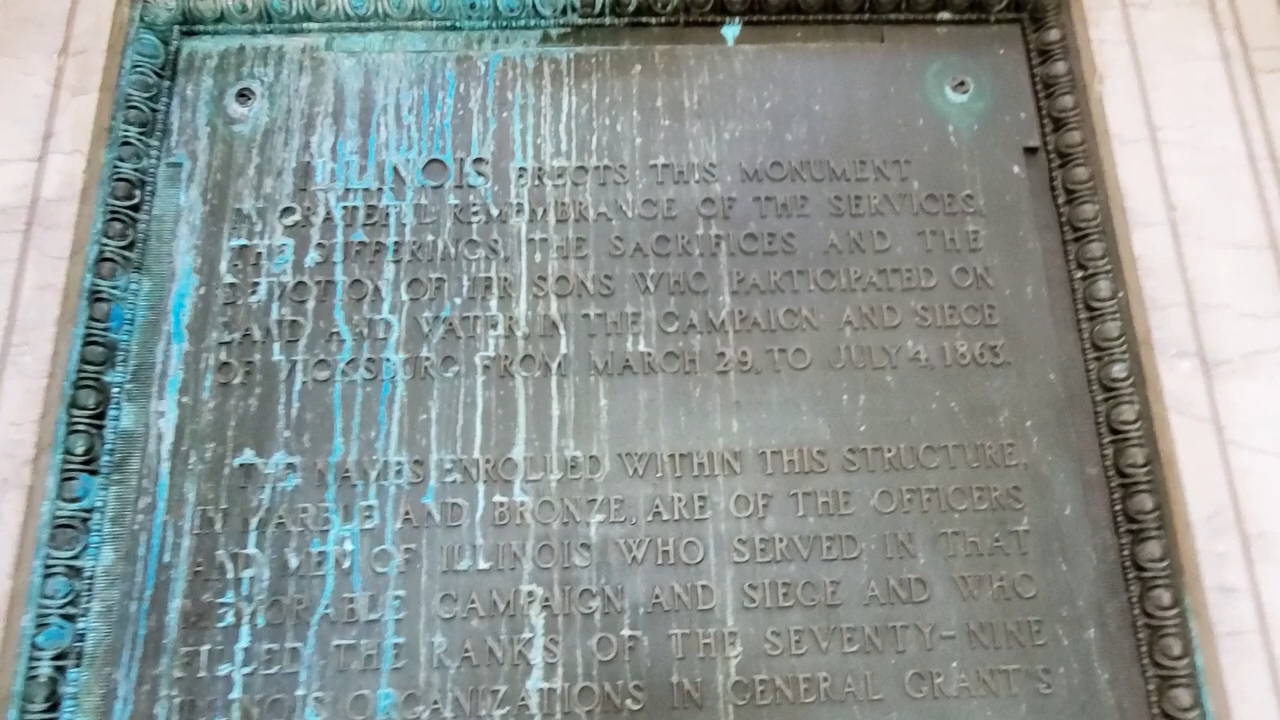 ILLINOIS ERECTS THIS MONUMENT
IN GRATEFUL REMEMBRANCE OF THE SERVICES,
THE SUFFERINGS, THE SACRIFICES AND THE
DEVOTION OF HER SONS WHO PARTICIPATED ON
LAND AND WATER IN THE CAMPAIGN AND SIEGE
OF VICKSBURG FROM MARCH 29, TO JULY 4, 1863.
THE NAMES ENROLLED WITHIN THIS STRUCTURE,
IN MARBLE AND BRONZE, ARE OF THE OFFICERS
AND MEN OF ILLINOIS WHO SERVED IN THAT
MEMORABLE CAMPAIGN AND SIEGE AND WHO
FILLED THE RANKS OF THE SEVENTY-NINE
ILLINOIS ORGANIZATIONS IN GENERAL GRANT'S